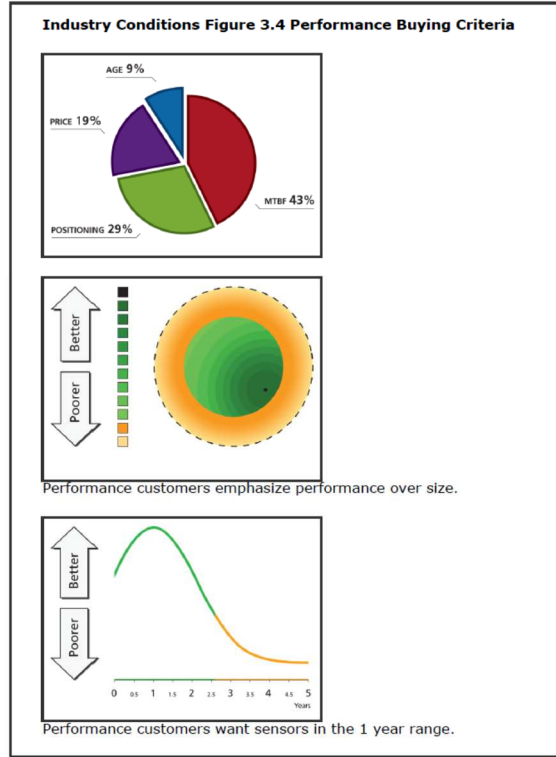 Industry Conditions Figure 3.4 Performance Buying Criteria
AGE 9%
PRICE 19%
MTBF 43%
POSITIONING 29%
Better
Poorer
Performance customers emphasize performance over size.
Better
Poorer
0 0.5 1 1.5 2 2.5 3 3.5 4 4.5 5
Years
Performance customers want sensors in the 1 year range.